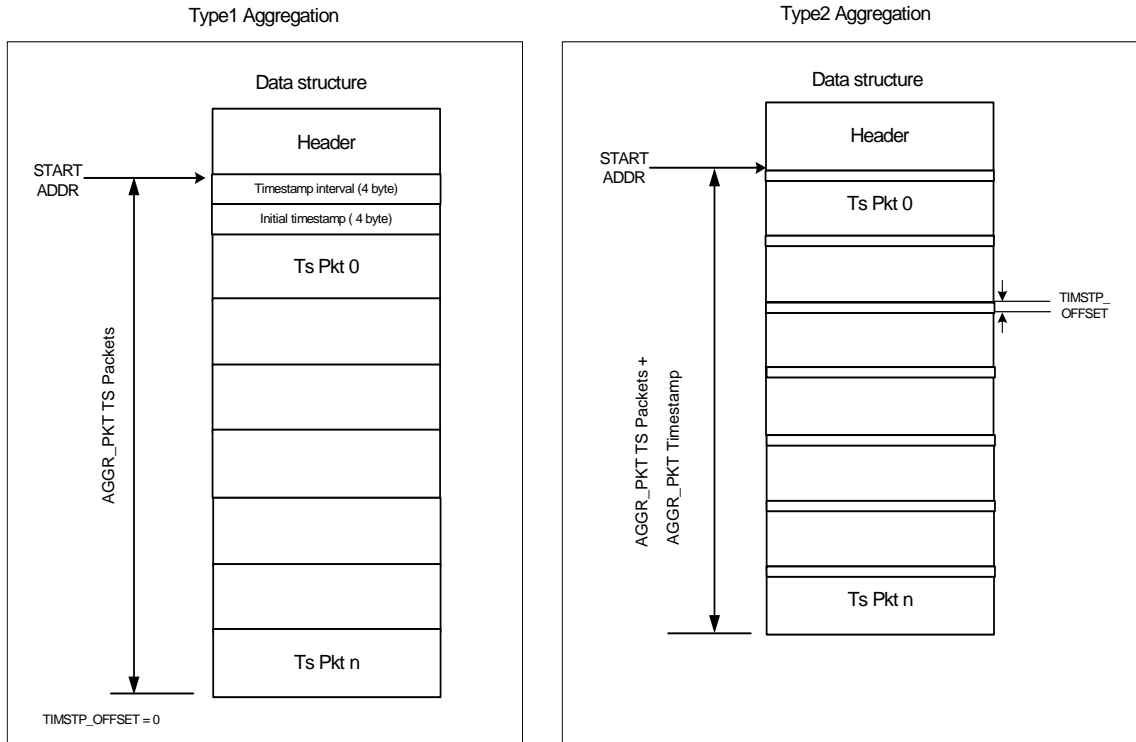 Type1 Aggregation
Data structure
Header
START
ADDR
Timestamp interval (4 byte)
Initial timestamp ( 4 byte)
Ts Pkt 0
AGGR_PKT TS Packets
Ts Pkt n
TIMSTP_OFFSET = 0
Type2 Aggregation
Data structure
Header
START
ADDR
Ts Pkt 0
TIMSTP_
OFFSET
AGGR_PKT TS Packets +
AGGR_PKT Timestamp
Ts Pkt n